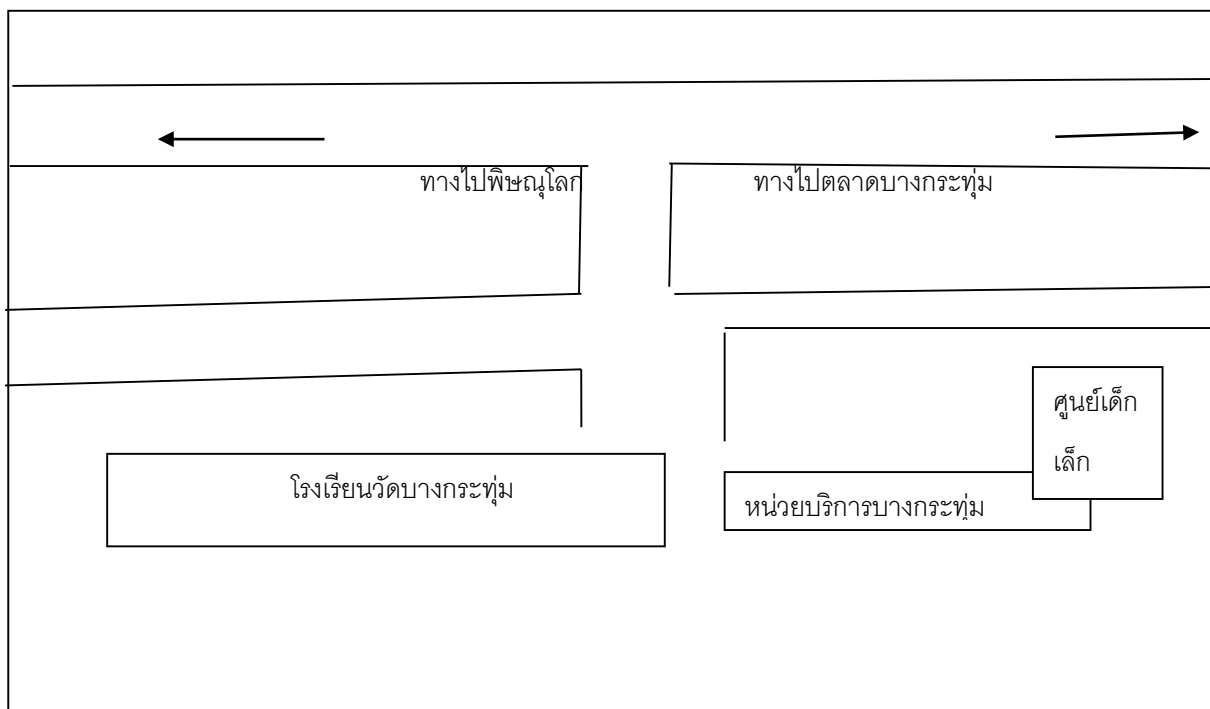 ทางไปพิษณุโลก
ทางไปตลาดบางกระทุ่ม
ศูนย์เด็ก
เล็ก
โรงเรียนวัดบางกระทุ่ม
หน่วยบริการบางกระทุ่ม